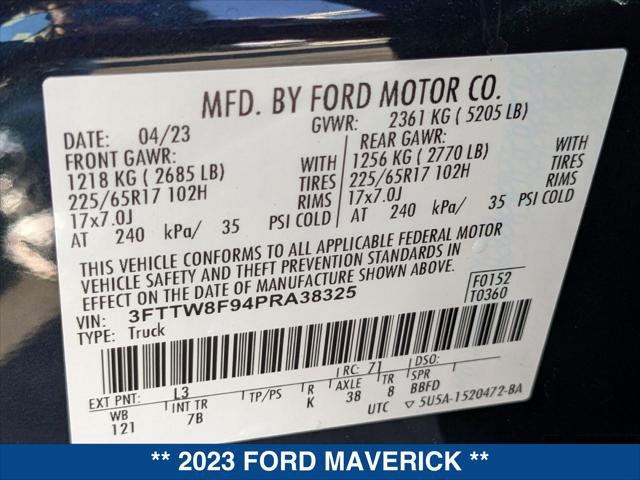 MFD. BY FORD MOTOR CO.
DATE: 04/23 GVWR: 2361 KG ( 5205 LB)
FRONT GAWR: REAR GAWR:
1218 KG ( 2685 LB) WITH 1256 KG ( 2770 LB) WITH
225/65R17 102H TIRES 225/65R17 102H TIRES
17x7.0J RIMS 17x7.0J RIMS
AT 240 kPa/ 35 PSI COLD AT 240 kPa/ 35 PSI COLD
THIS VEHICLE CONFORMS TO ALL APPLICABLE FEDERAL MOTOR
VEHICLE SAFETY AND THEFT PREVENTION STANDARDS IN
EFFECT ON THE DATE OF MANUFACTURE SHOWN ABOVE.
VIN: 3FTTW8F94PRA38325 F0152
TYPE: Truck T0360
RC: 71 DSO:
EXT PNT: L3
WB INT TR TP/PS R AXLE TR SPR
121 7B K 38 8 BBFD
UTC ▽ 5U5A-1520472-BA
** 2023 FORD MAVERICK **